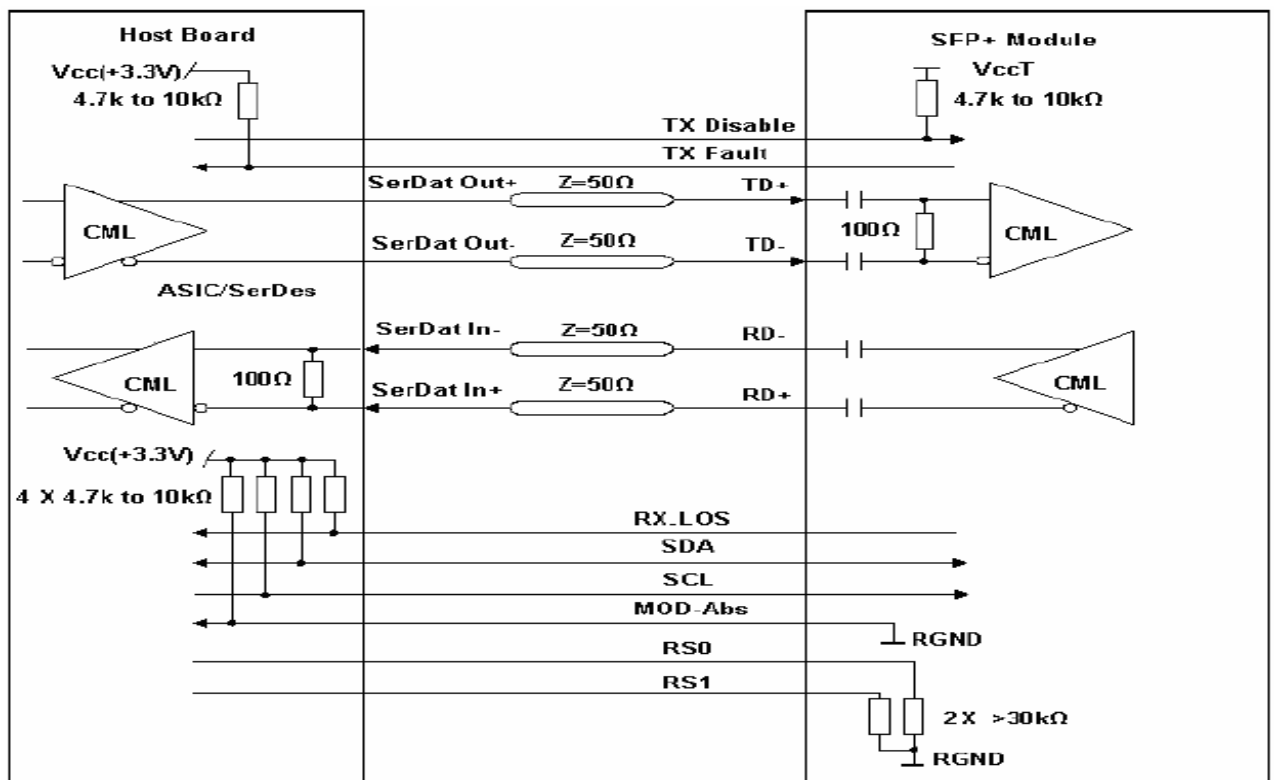 Host Board
SFP+ Module
Vcc(+3.3V)
VccT
4.7k to 10kΩ
4.7k to 10kΩ
TX Disable
TX Fault
SerDat Out+
Z=50Ω
TD+
CML
100Ω
CML
SerDat Out-
Z=50Ω
TD-
ASIC/SerDes
SerDat In-
Z=50Ω
RD-
CML
100Ω
CML
SerDat In+
Z=50Ω
RD+
Vcc(+3.3V)
4 X 4.7k to 10kΩ
RX_LOS
SDA
SCL
MOD-Abs
RGND
RS0
RS1
2X >30kΩ
RGND